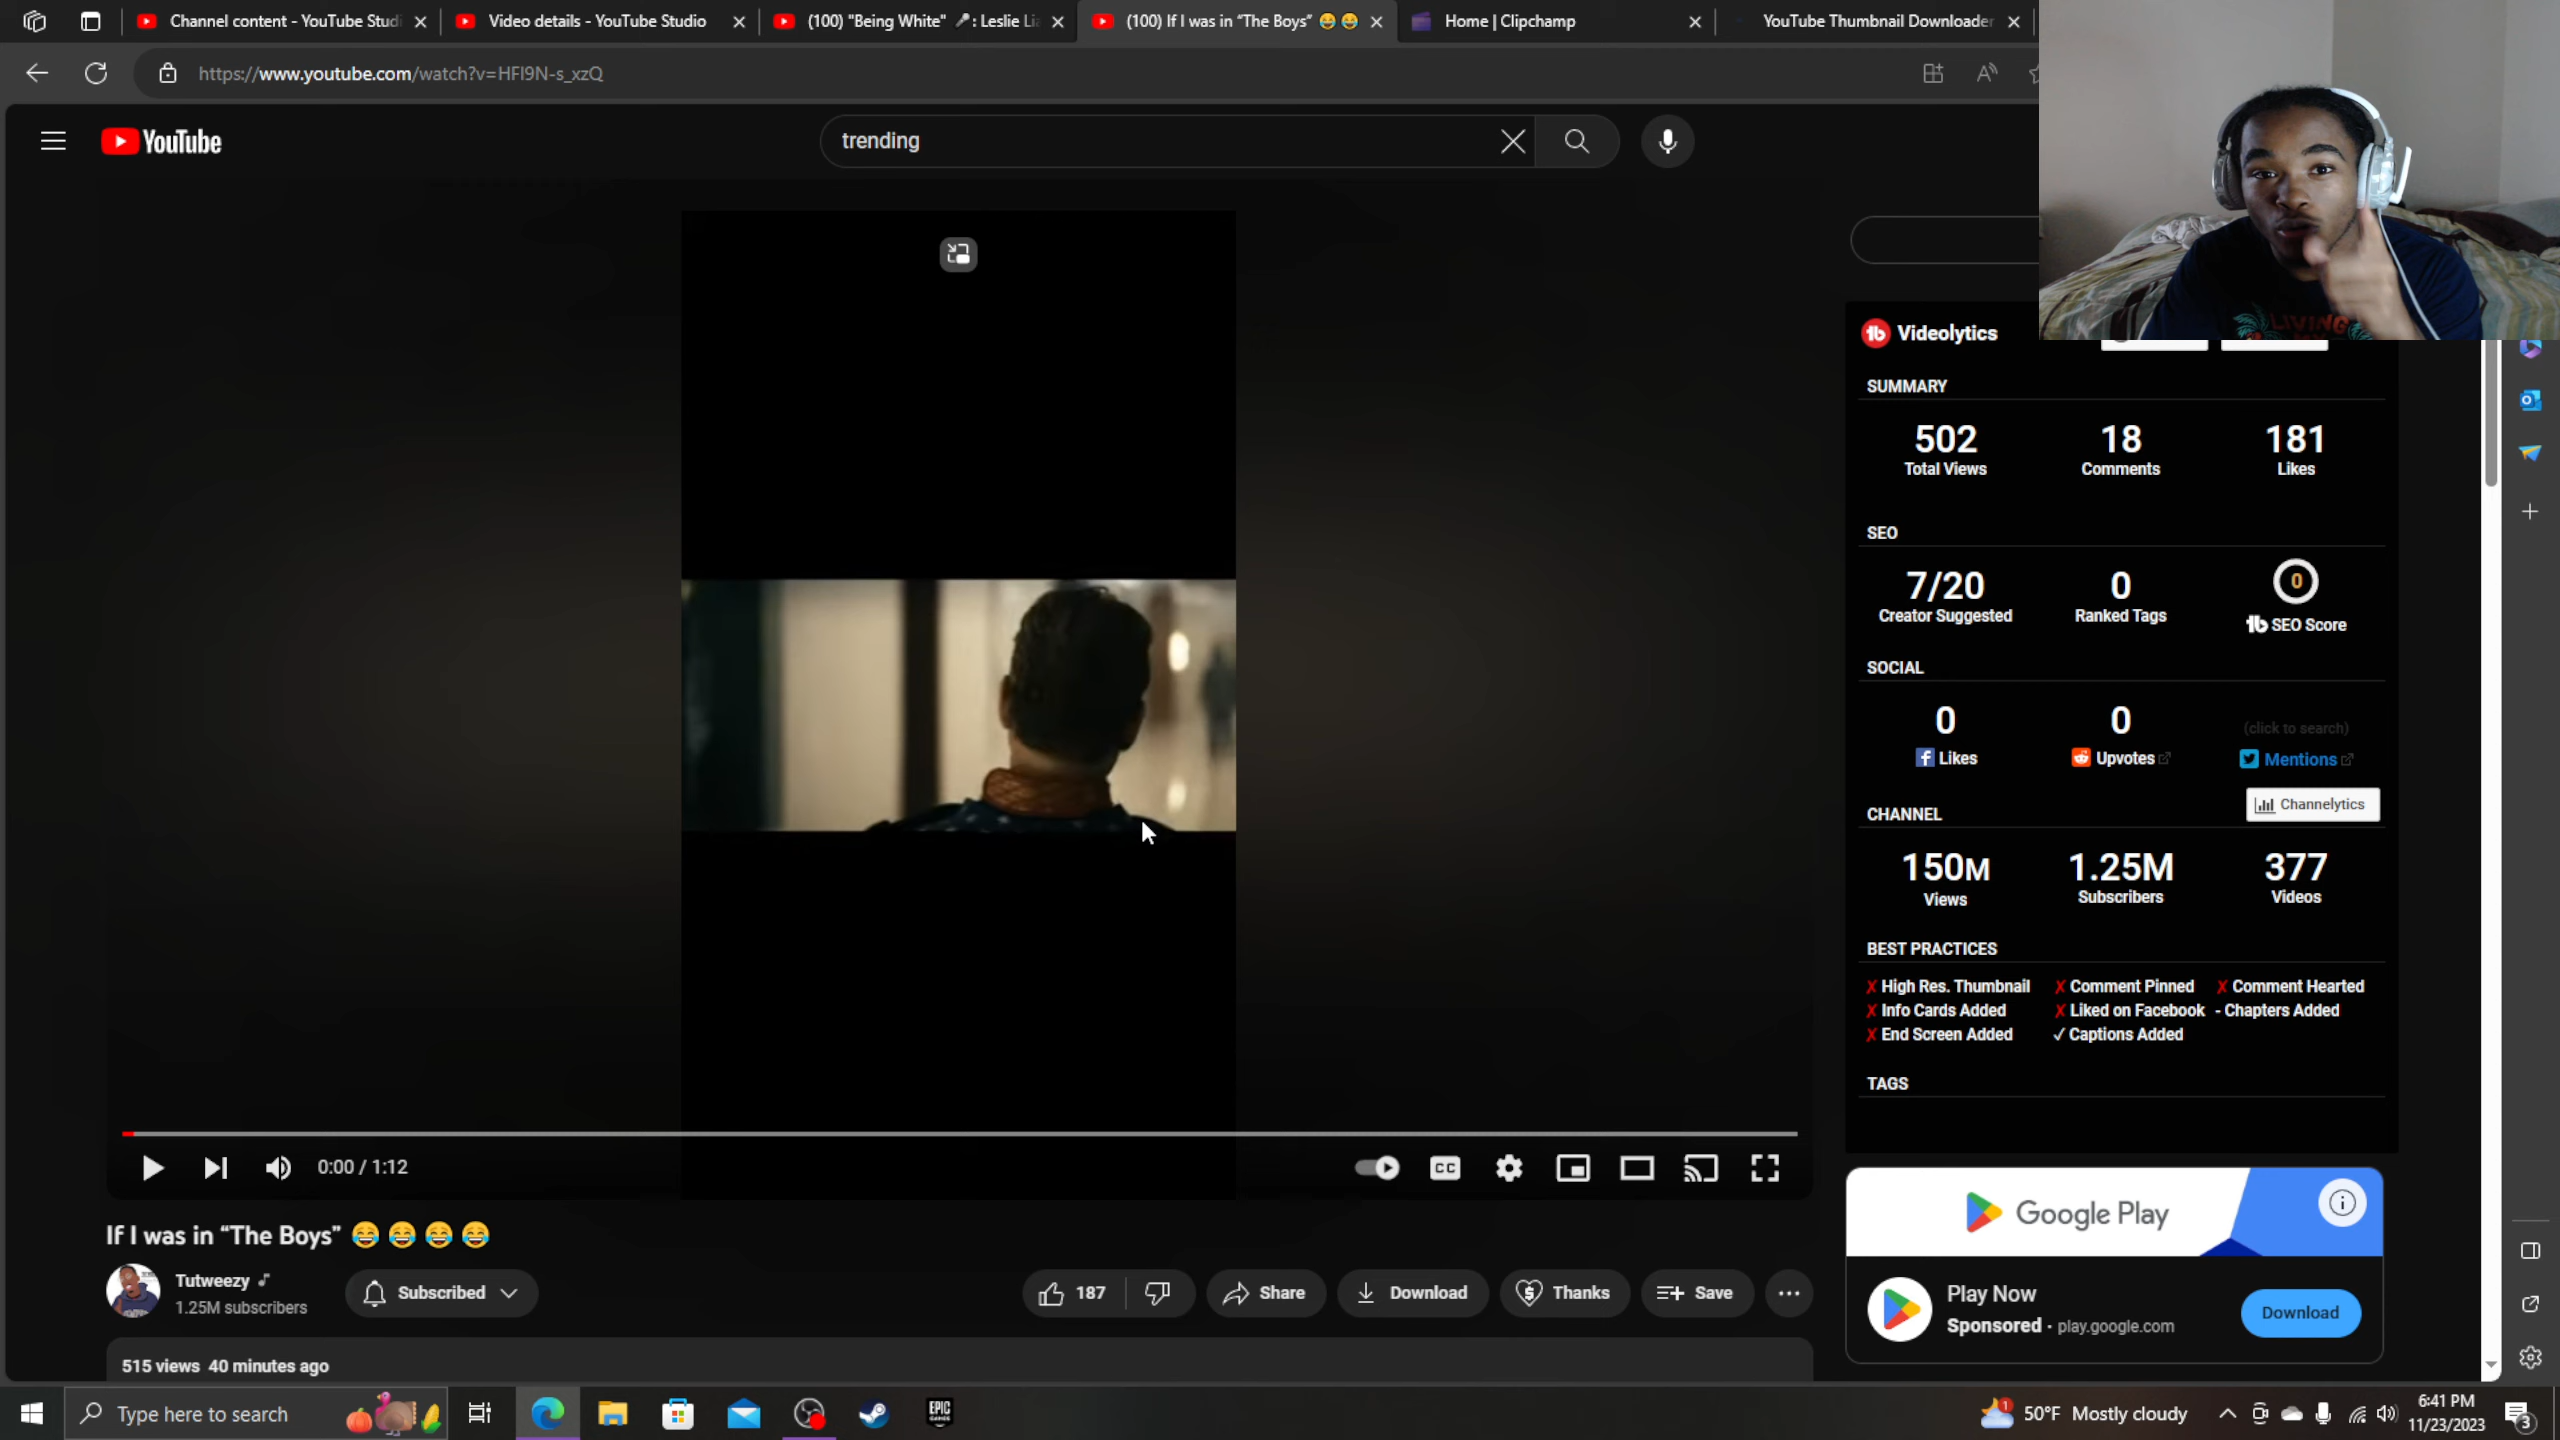 Channel content - YouTube Studi
Video details - YouTube Studio
(100) "Being White" 🎤: Leslie Lia
(100) If I was in “The Boys” 😂😂
Home | Clipchamp
YouTube Thumbnail Downloader
https://www.youtube.com/watch?v=HFI9N-s_xzQ
YouTube
trending
LIVING
Videolytics
SUMMARY
502 18 181
Total Views Comments Likes
SEO
7/20 0 0
Creator Suggested Ranked Tags SEO Score
SOCIAL
0 0 (click to search)
Likes Upvotes Mentions
CHANNEL Channelytics
150M 1.25M 377
Views Subscribers Videos
BEST PRACTICES
✗ High Res. Thumbnail ✗ Comment Pinned ✗ Comment Hearted
✗ Info Cards Added ✗ Liked on Facebook - Chapters Added
✗ End Screen Added ✓ Captions Added
TAGS
0:00 / 1:12
CC
If I was in “The Boys” 😂😂😂😂
Tutweezy
1.25M subscribers
Subscribed
187
Share
Download
Thanks
Save
515 views 40 minutes ago
Google Play
Play Now
Sponsored · play.google.com
Download
Type here to search
EPIC GAMES
1
50°F Mostly cloudy
6:41 PM
11/23/2023
3